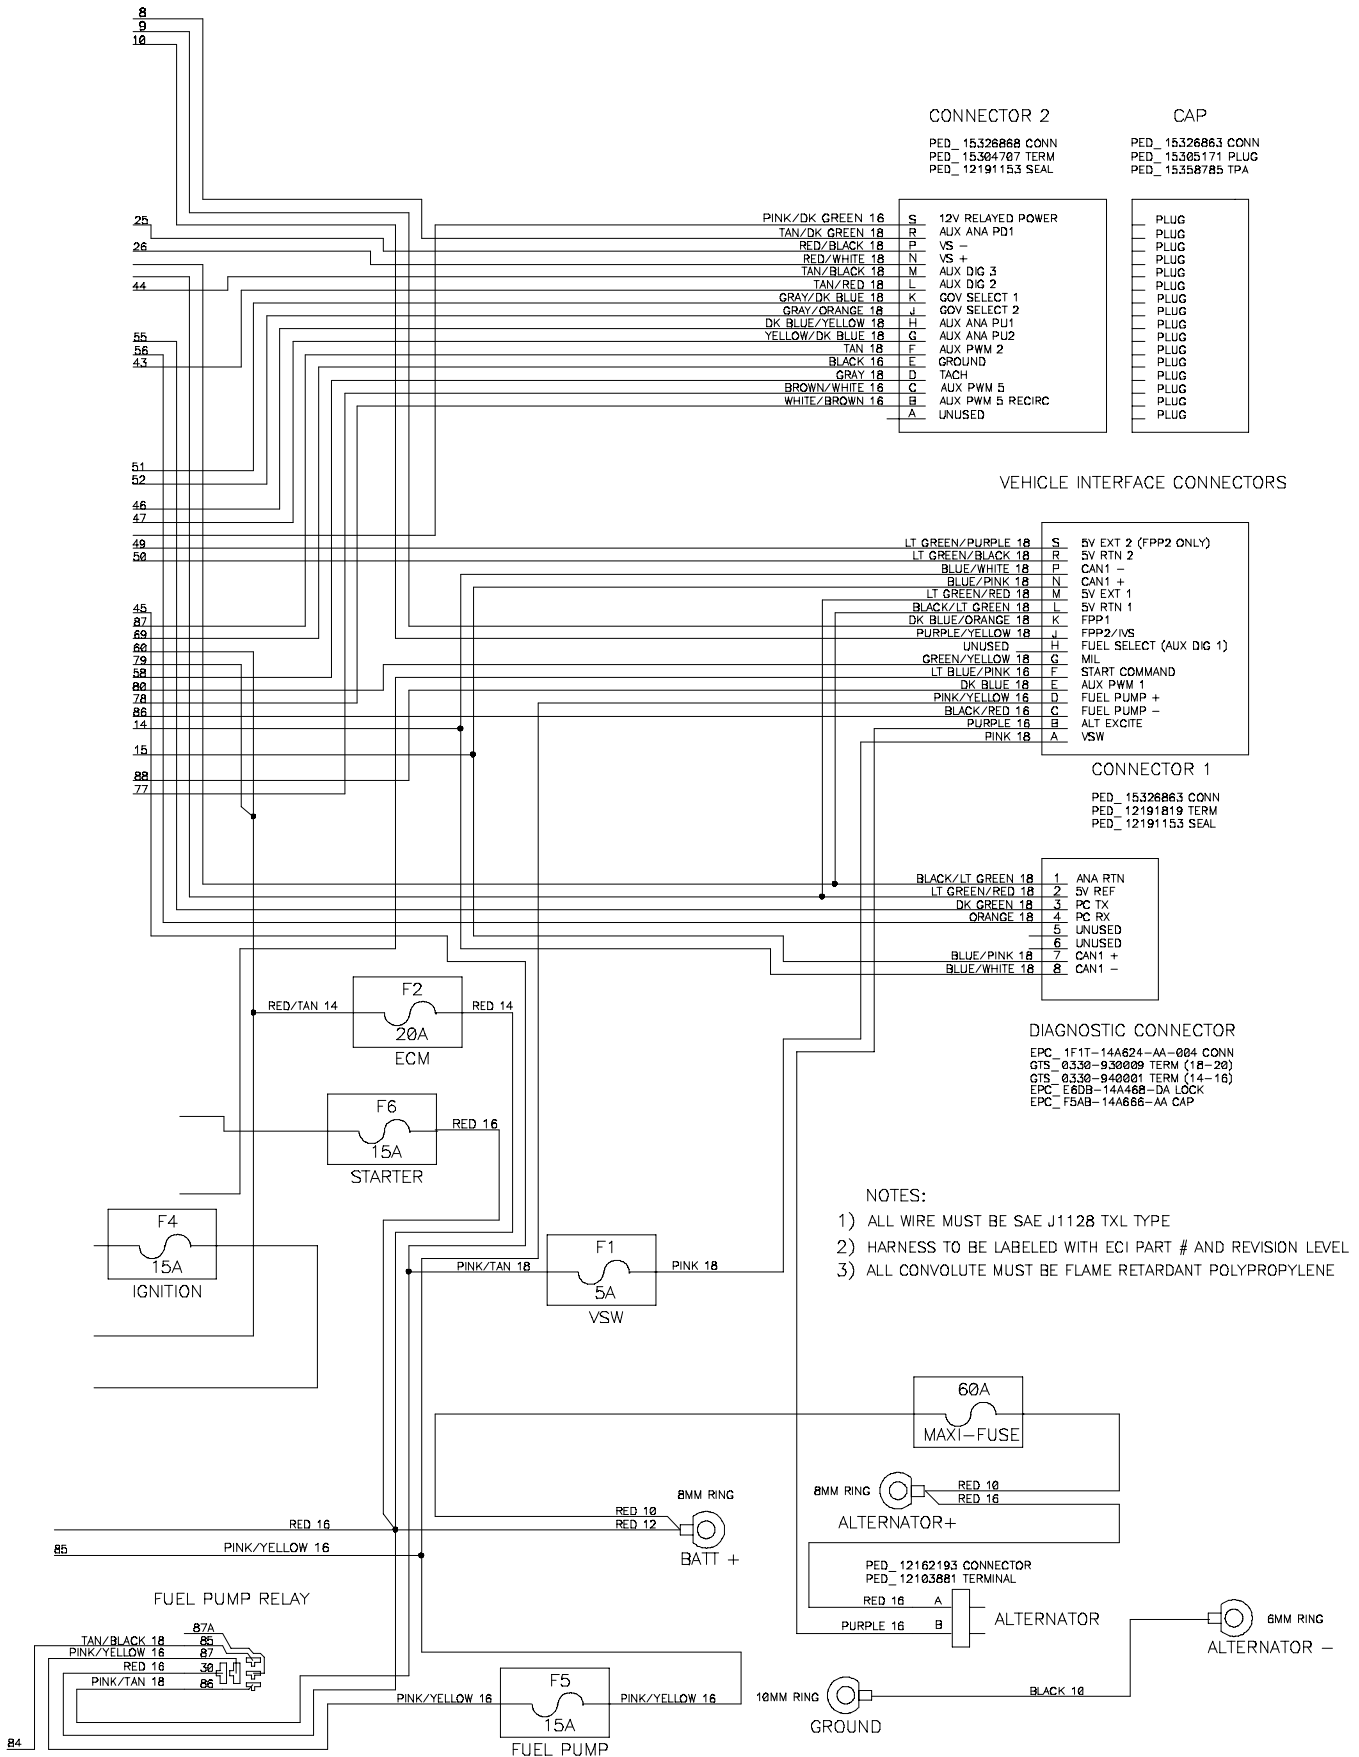 8
9
10
CONNECTOR 2
PED_ 15326868 CONN
PED_ 15304707 TERM
PED_ 12191153 SEAL
CAP
PED_ 15326863 CONN
PED_ 15305171 PLUG
PED_ 15358785 TPA
25
26
44
55
56
43
51
52
46
47
49
50
45
87
69
60
79
58
80
78
86
14
15
88
77
PINK/DK GREEN 16 S 12V RELAYED POWER PLUG
TAN/DK GREEN 18 R AUX ANA PD1 PLUG
RED/BLACK 18 P VS - PLUG
RED/WHITE 18 N VS + PLUG
TAN/BLACK 18 M AUX DIG 3 PLUG
TAN/RED 18 L AUX DIG 2 PLUG
GRAY/DK BLUE 18 K GOV SELECT 1 PLUG
GRAY/ORANGE 18 J GOV SELECT 2 PLUG
DK BLUE/YELLOW 18 H AUX ANA PU1 PLUG
YELLOW/DK BLUE 18 G AUX ANA PU2 PLUG
TAN 18 F AUX PWM 2 PLUG
BLACK 16 E GROUND PLUG
GRAY 18 D TACH PLUG
BROWN/WHITE 16 C AUX PWM 5 PLUG
WHITE/BROWN 16 B AUX PWM 5 RECIRC PLUG
A UNUSED PLUG
VEHICLE INTERFACE CONNECTORS
LT GREEN/PURPLE 18 S 5V EXT 2 (FPP2 ONLY)
LT GREEN/BLACK 18 R 5V RTN 2
BLUE/WHITE 18 P CAN1 -
BLUE/PINK 18 N CAN1 +
LT GREEN/RED 18 M 5V EXT 1
BLACK/LT GREEN 18 L 5V RTN 1
DK BLUE/ORANGE 18 K FPP1
PURPLE/YELLOW 18 J FPP2/IVS
UNUSED H FUEL SELECT (AUX DIG 1)
GREEN/YELLOW 18 G MIL
LT BLUE/PINK 16 F START COMMAND
DK BLUE 18 E AUX PWM 1
PINK/YELLOW 16 D FUEL PUMP +
BLACK/RED 16 C FUEL PUMP -
PURPLE 16 B ALT EXCITE
PINK 18 A VSW
CONNECTOR 1
PED_ 15326863 CONN
PED_ 12191819 TERM
PED_ 12191153 SEAL
BLACK/LT GREEN 18 1 ANA RTN
LT GREEN/RED 18 2 5V REF
DK GREEN 18 3 PC TX
ORANGE 18 4 PC RX
5 UNUSED
6 UNUSED
BLUE/PINK 18 7 CAN1 +
BLUE/WHITE 18 8 CAN1 -
DIAGNOSTIC CONNECTOR
EPC_ 1F1T-14A624-AA-004 CONN
GTS_ 0330-930009 TERM (18-20)
GTS_ 0330-940001 TERM (14-16)
EPC_ E6DB-14A468-DA LOCK
EPC_ F5AB-14A666-AA CAP
RED/TAN 14 F2 RED 14
20A
ECM
F6 RED 16
15A
STARTER
F4
15A
IGNITION
NOTES:
1) ALL WIRE MUST BE SAE J1128 TXL TYPE
2) HARNESS TO BE LABELED WITH ECI PART # AND REVISION LEVEL
3) ALL CONVOLUTE MUST BE FLAME RETARDANT POLYPROPYLENE
PINK/TAN 18 F1 PINK 18
5A
VSW
60A
MAXI-FUSE
8MM RING RED 10
RED 16
ALTERNATOR+
8MM RING
RED 10
RED 12
BATT +
RED 16
85 PINK/YELLOW 16
PED_ 12162193 CONNECTOR
PED_ 12103881 TERMINAL
RED 16 A
PURPLE 16 B
ALTERNATOR
6MM RING
ALTERNATOR -
FUEL PUMP RELAY
87A
TAN/BLACK 18 85
PINK/YELLOW 16 87
RED 16 30
PINK/TAN 18 86
84
PINK/YELLOW 16 F5 PINK/YELLOW 16
15A
FUEL PUMP
10MM RING
GROUND
BLACK 10